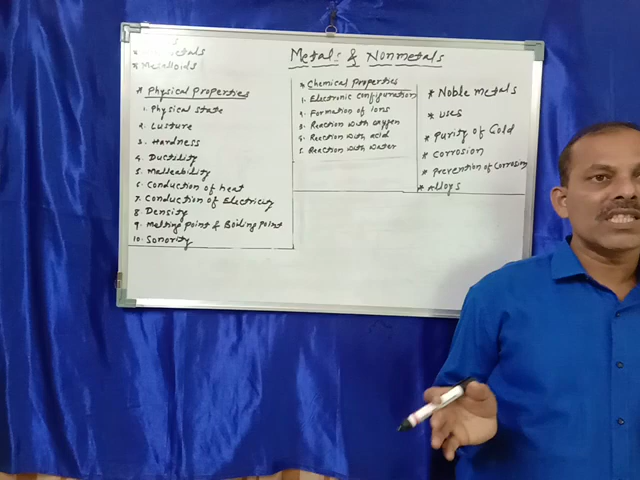 Metals & Nonmetals
* Metalloids
* Physical Properties
1. Physical state
2. Lusture
3. Hardness
4. Ductility
5. Malleability
6. Conduction of heat
7. Conduction of Electricity
8. Density
9. Melting Point & Boiling Point
10. Sonority
* Chemical Properties
1. Electronic configuration
2. Formation of Ions
3. Reaction with oxygen
4. Reaction with acid
5. Reaction with water
* Noble metals
* uses
* Purity of Gold
* Corrosion
* Prevention of Corrosion
* Alloys